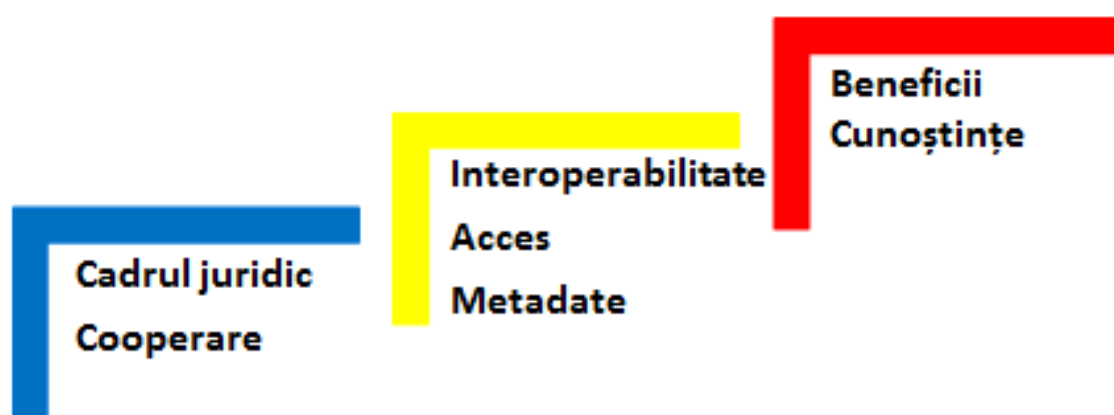 Cadrul juridic
Cooperare
Interoperabilitate
Acces
Metadate
Beneficii
Cunoștințe